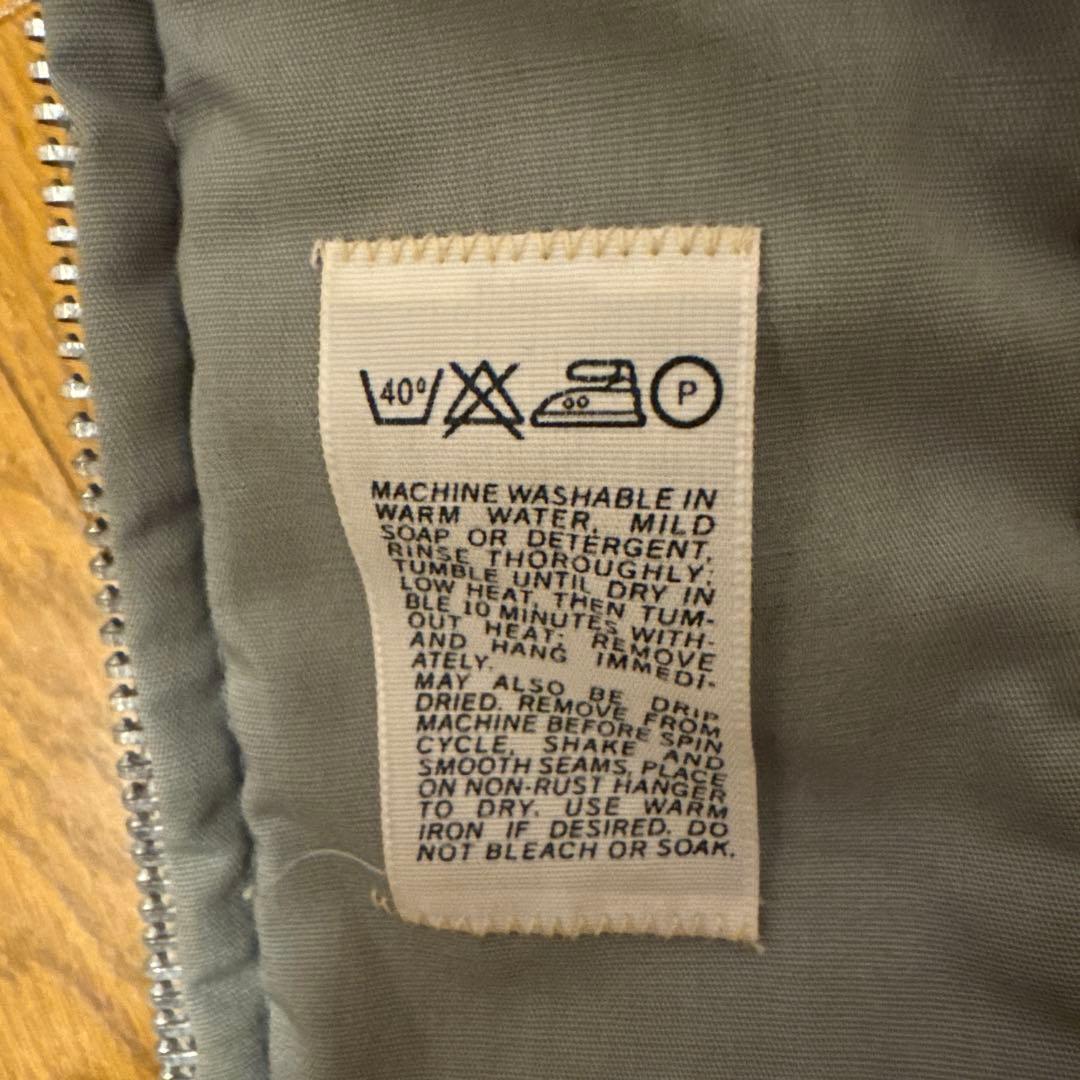 40°
P
MACHINE WASHABLE IN
WARM WATER, MILD
SOAP OR DETERGENT,
RINSE THOROUGHLY,
TUMBLE UNTIL DRY IN
LOW HEAT, THEN TUM-
BLE 10 MINUTES WITH-
OUT HEAT; REMOVE
AND HANG IMMEDI-
ATELY.
MAY ALSO BE DRIP
DRIED. REMOVE FROM
MACHINE BEFORE SPIN
CYCLE, SHAKE AND
SMOOTH SEAMS, PLACE
ON NON-RUST HANGER
TO DRY. USE WARM
IRON IF DESIRED. DO
NOT BLEACH OR SOAK.